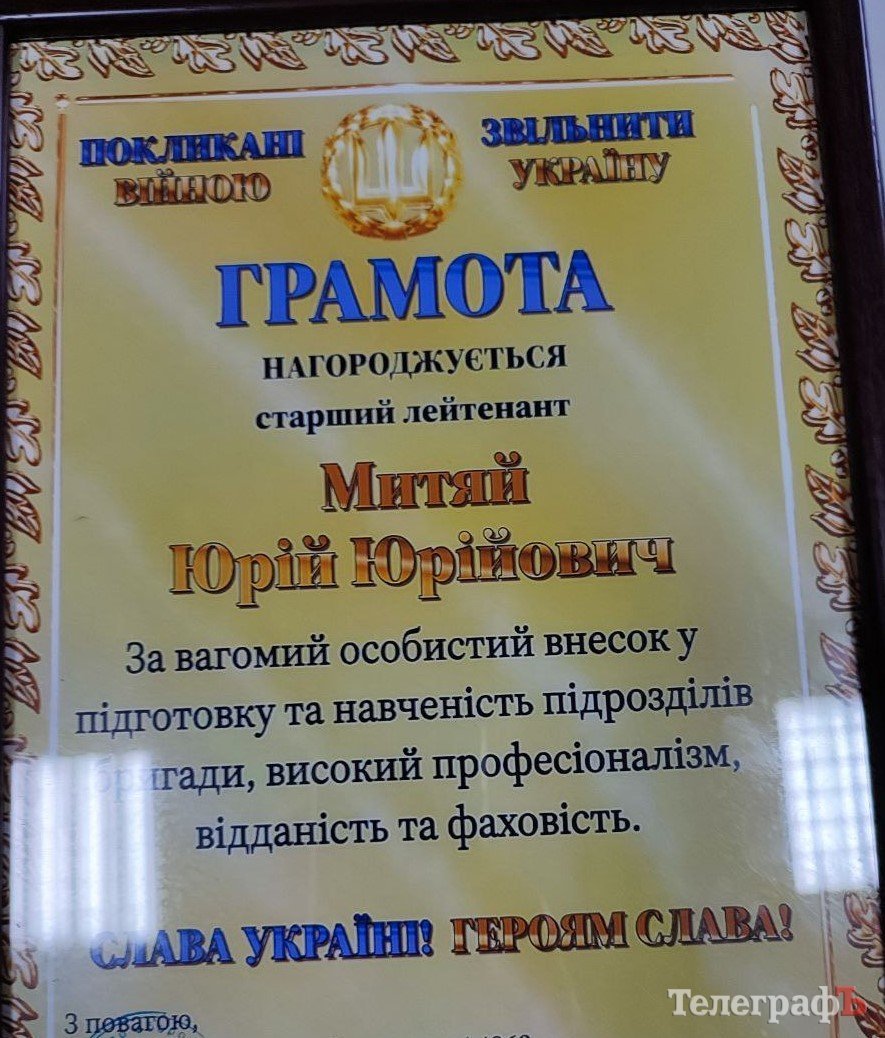 ПОКЛИКАНІ ЗВІЛЬНИТИ
ВІЙНОЮ УКРАЇНУ
ГРАМОТА
НАГОРОДЖУЄТЬСЯ
старший лейтенант
Митяй
Юрій Юрійович
За вагомий особистий внесок у
підготовку та навченість підрозділів
бригади, високий професіоналізм,
відданість та фаховість.
СЛАВА УКРАЇНІ! ГЕРОЯМ СЛАВА!
З повагою,
ТелеграфЪ